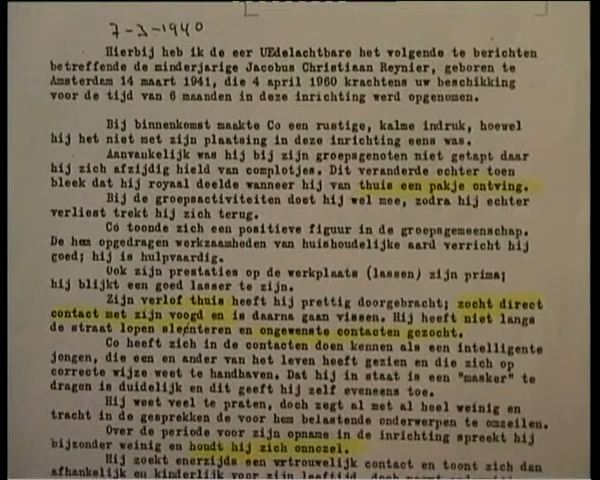 7-3-1940
Hierbij heb ik de eer UEdelachtbare het volgende te berichten
betreffende de minderjarige Jacobus Christiaan Reynier, geboren te
Amsterdam 14 maart 1941, die 4 april 1960 krachtens uw beschikking
voor de tijd van 6 maanden in deze inrichting werd opgenomen.
Bij binnenkomst maakte Co een rustige, kalme indruk, hoewel
hij het niet met zijn plaatsing in deze inrichting eens was.
Aanvankelijk was hij bij zijn groepsgenoten niet getapt daar
hij zich afzijdig hield van complotjes. Dit veranderde echter toen
bleek dat hij royaal deelde wanneer hij van thuis een pakje ontving.
Bij de groepsactiviteiten doet hij wel mee, zodra hij echter
verliest trekt hij zich terug.
Co toonde zich een positieve figuur in de groepsgemeenschap.
De hem opgedragen werkzaamheden van huishoudelijke aard verricht hij
goed; hij is hulpvaardig.
Ook zijn prestaties op de werkplaats (lassen) zijn prima;
hij blijkt een goed lasser te zijn.
Zijn verlof thuis heeft hij prettig doorgebracht; zocht direct
contact met zijn voogd en is daarna gaan vissen. Hij heeft niet langs
de straat lopen slenteren en ongewenste contacten gezocht.
Co heeft zich in de contacten doen kennen als een intelligente
jongen, die een en ander van het leven heeft gezien en die zich op
correcte wijze weet te handhaven. Dat hij in staat is een "masker" te
dragen is duidelijk en dit geeft hij zelf eveneens toe.
Hij weet veel te praten, doch zegt al met al heel weinig en
tracht in de gesprekken de voor hem belastende onderwerpen te omzeilen.
Over de periode voor zijn opname in de inrichting spreekt hij
bijzonder weinig en houdt hij zich onnozel.
Hij zoekt enerzijds een vrtrouwelijk contact en toont zich dan
afhankelijk en kinderlijk voor zijn leeftijd, doch